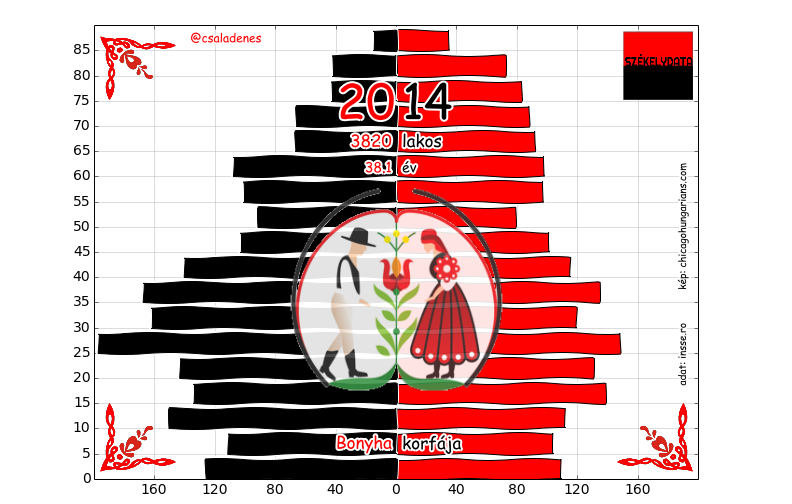 @csaladenes
SZÉKELYDATA
2014
3820 lakos
38.1 év
kép: chicagohungarians.com
adat: insse.ro
Bonyha korfája
85
80
75
70
65
60
55
50
45
40
35
30
25
20
15
10
5
0
160 120 80 40 0 40 80 120 160